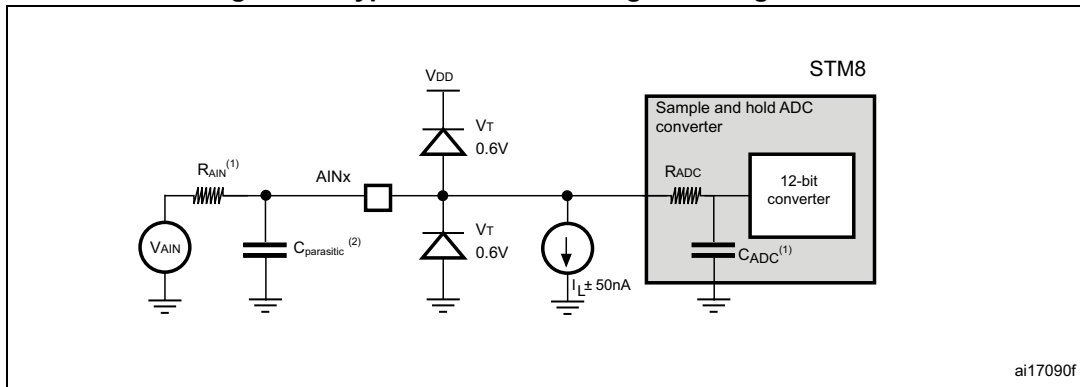 STM8
VDD
Sample and hold ADC
converter
VT
0.6V
RAIN(1)
AINx
RADC
12-bit
converter
VAIN
Cparasitic (2)
VT
0.6V
IL± 50nA
CADC(1)
ai17090f